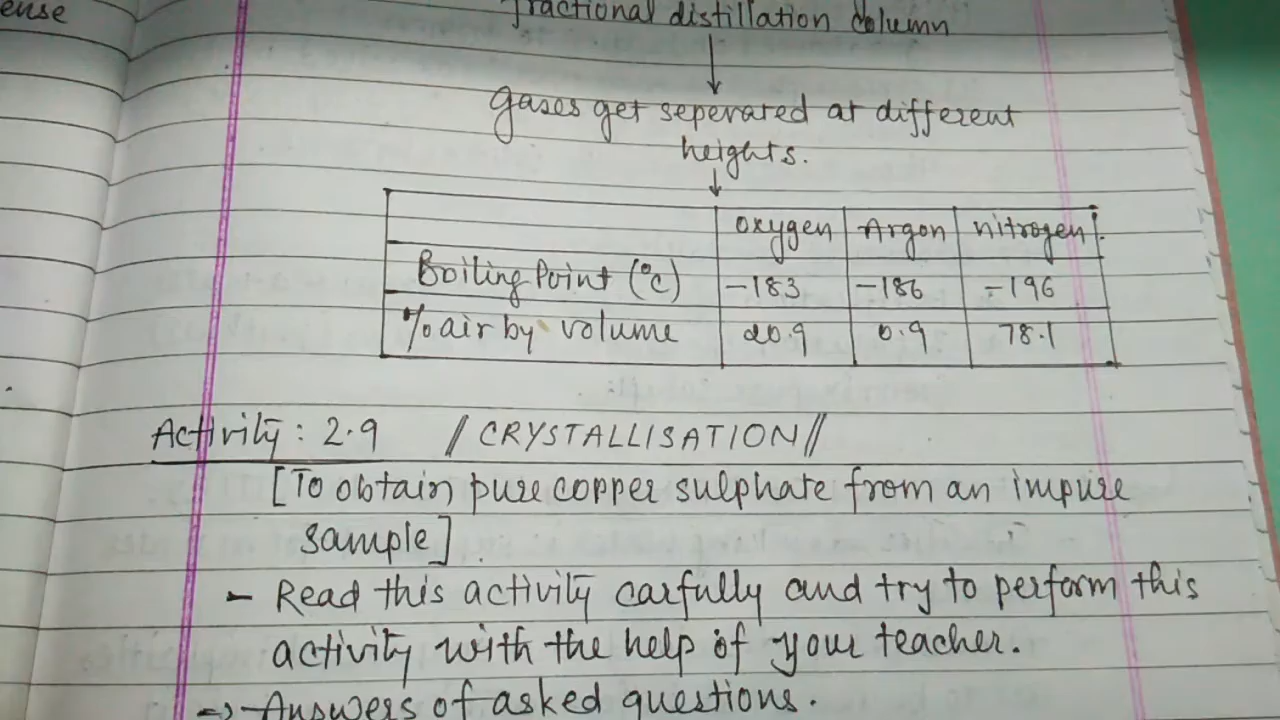 ense
fractional distillation column
gases get seperated at different
heights.
oxygen Argon nitrogen
Boiling Point (°c) -183 -186 -196
% air by volume 20.9 0.9 78.1
Activity: 2.9 // CRYSTALLISATION//
[To obtain pure copper sulphate from an impure
sample]
- Read this activity carfully and try to perform this
activity with the help of your teacher.
→ Answers of asked questions.